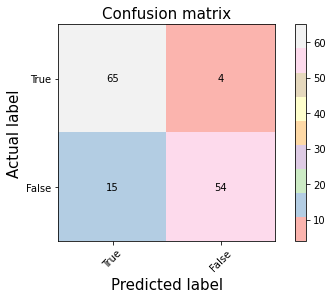 Confusion matrix
Actual label
True
65
4
False
15
54
True
False
Predicted label
60
50
40
30
20
10